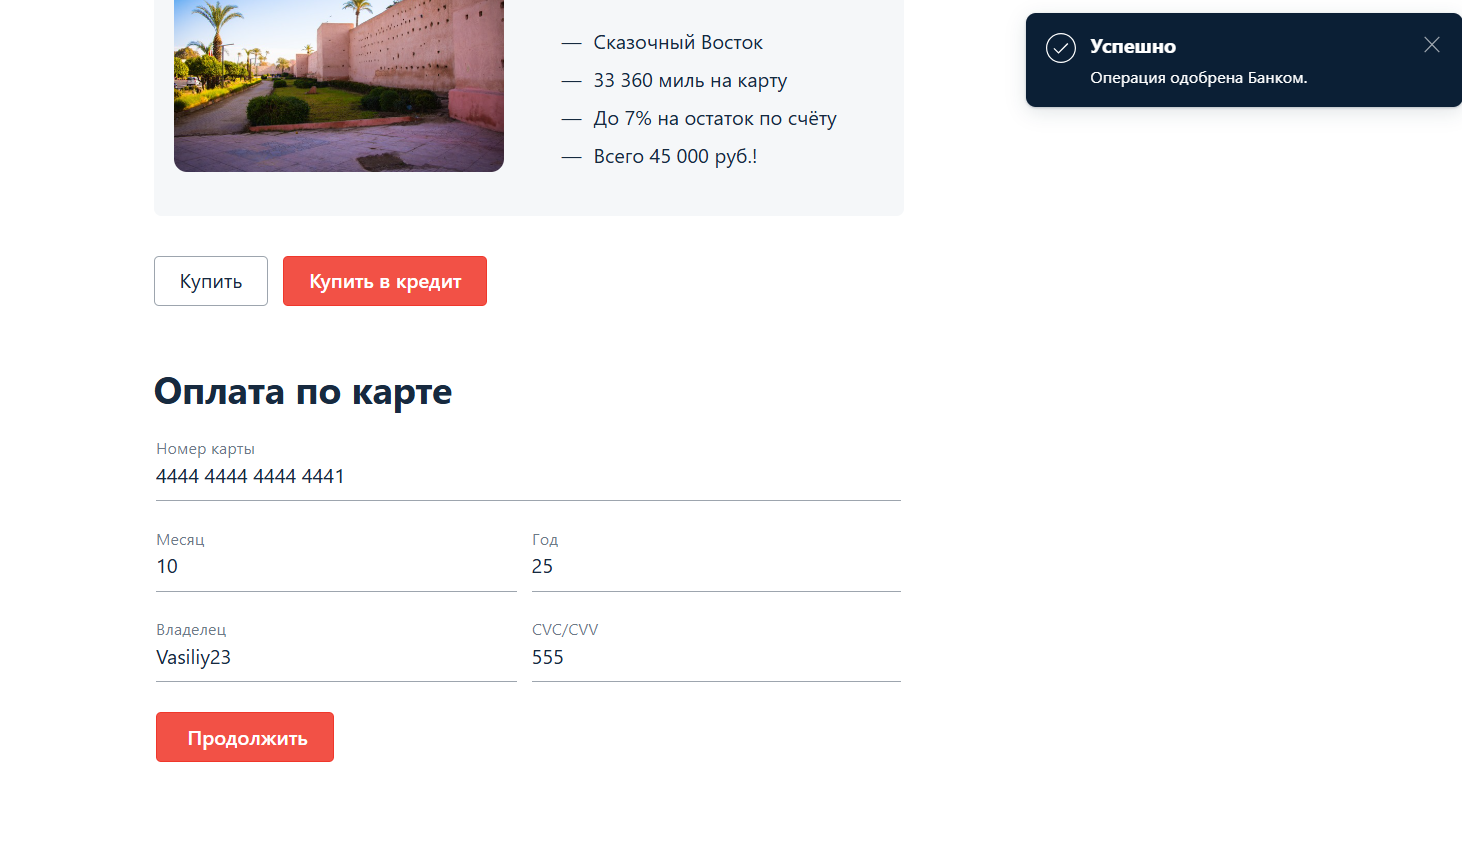 — Сказочный Восток
— 33 360 миль на карту
— До 7% на остаток по счёту
— Всего 45 000 руб.!
Успешно
Операция одобрена Банком.
Купить
Купить в кредит
Оплата по карте
Номер карты
4444 4444 4444 4441
Месяц
10
Год
25
Владелец
Vasiliy23
CVC/CVV
555
Продолжить